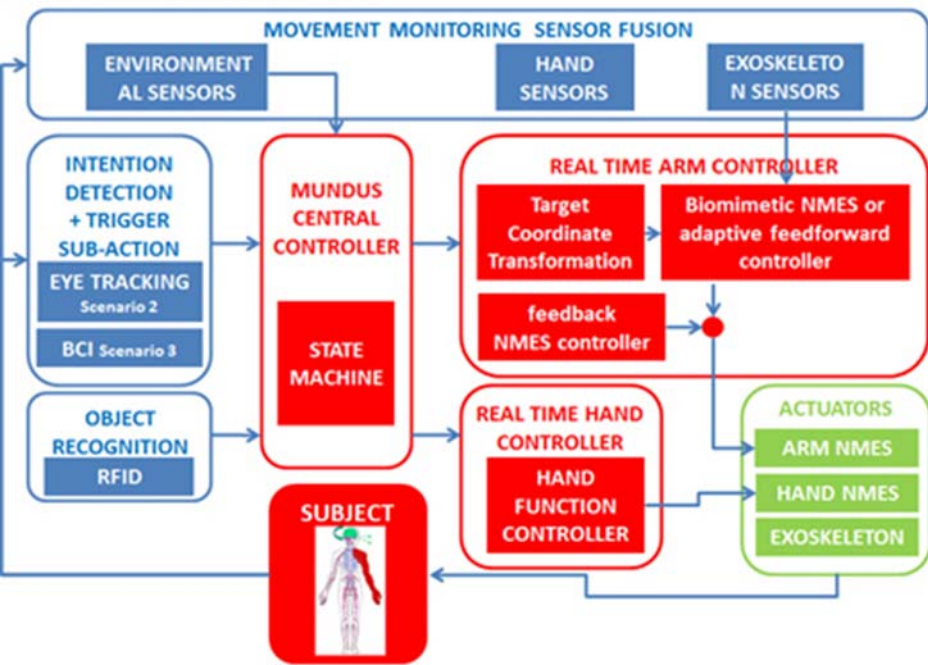 MOVEMENT MONITORING SENSOR FUSION
ENVIRONMENT
AL SENSORS
HAND
SENSORS
EXOSKELETO
N SENSORS
INTENTION
DETECTION
+ TRIGGER
SUB-ACTION
EYE TRACKING
Scenario 2
BCI Scenario 3
OBJECT
RECOGNITION
RFID
MUNDUS
CENTRAL
CONTROLLER
STATE
MACHINE
REAL TIME ARM CONTROLLER
Target
Coordinate
Transformation
Biomimetic NMES or
adaptive feedforward
controller
feedback
NMES controller
REAL TIME HAND
CONTROLLER
HAND
FUNCTION
CONTROLLER
ACTUATORS
ARM NMES
HAND NMES
EXOSKELETON
SUBJECT